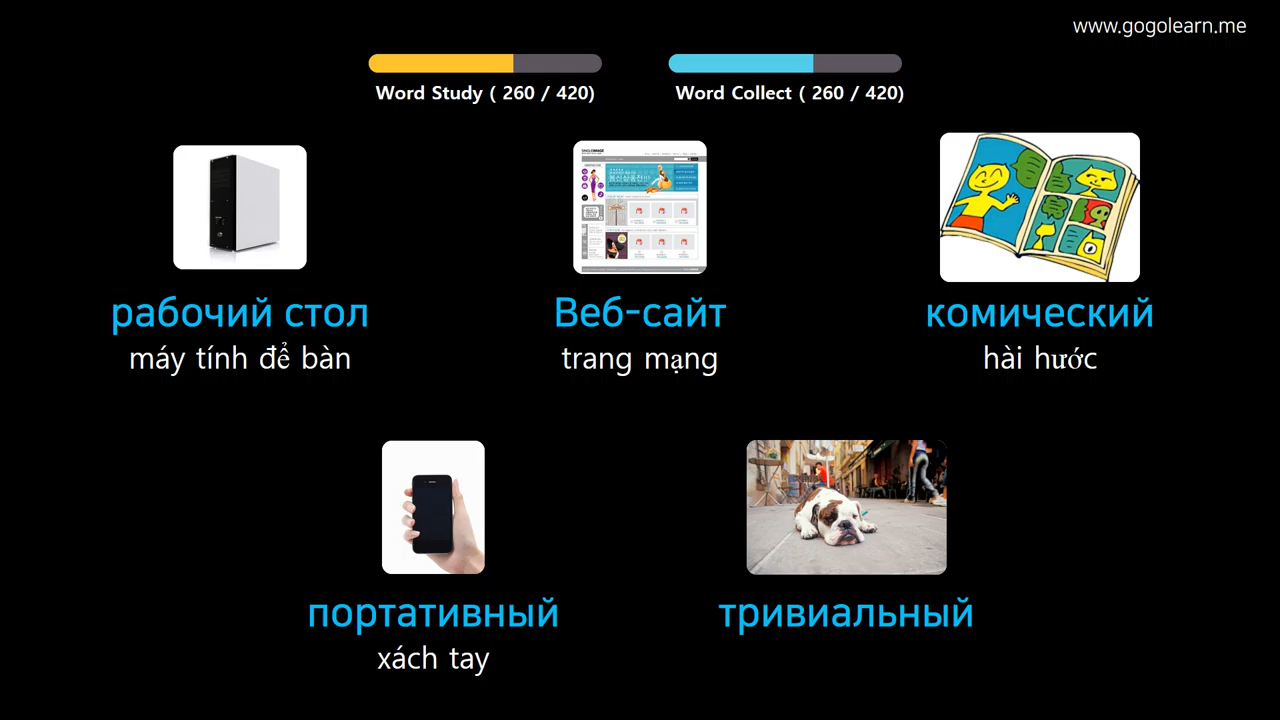 www.gogolearn.me
Word Study ( 260 / 420)
Word Collect ( 260 / 420)
рабочий стол
máy tính để bàn
Веб-сайт
trang mạng
комический
hài hước
портативный
xách tay
тривиальный